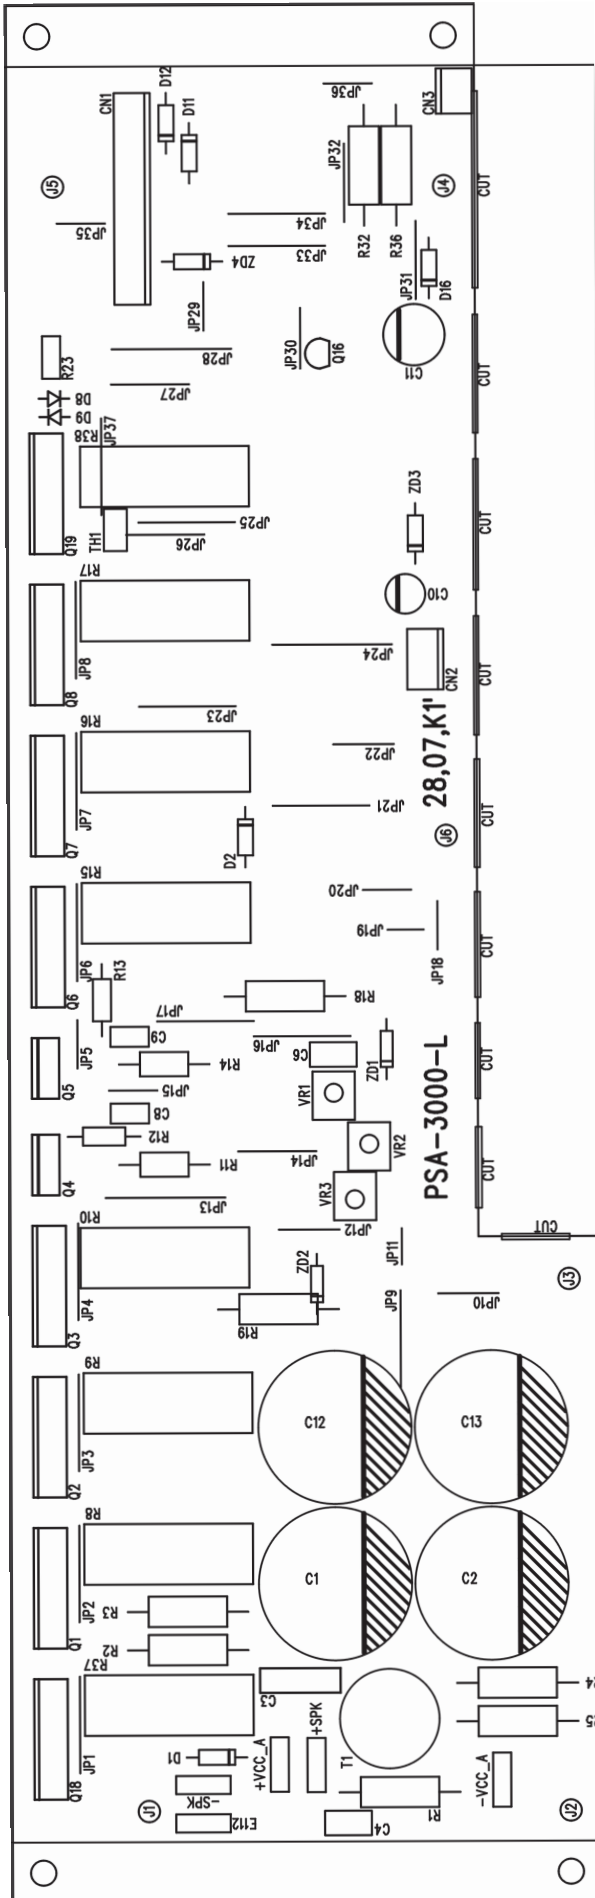 D12
CN1
D11
JP36
CN3
J5
JP32
J4
CUT
JP35
JP34
JP33
R32
R36
ZD4
JP31
D16
JP29
JP30
Q16
C11
CUT
JP28
R23
JP27
D8
D9
R38
JP37
ZD3
CUT
JP25
TH1
JP26
Q19
R17
C10
JP24
JP8
Q8
CN2
CUT
JP23
R16
28,07,K1'
JP22
JP7
JP21
CUT
J6
Q7
D2
R15
JP20
JP19
CUT
JP6
R13
JP18
Q6
R18
JP17
JP5
C9
JP16
C6
R14
ZD1
CUT
Q5
JP15
VR1
PSA-3000-L
C8
R12
VR2
JP14
R11
CUT
Q4
VR3
JP13
R10
JP12
CUT
JP11
ZD2
J3
JP4
JP9
JP10
R19
Q3
R9
C12
C13
JP3
Q2
R8
C1
C2
JP2
R3
Q1
R2
R37
C3
+SPK
JP1
T1
D1
+VCC_A
-VCC_A
Q18
-SPK
J1
E112
R1
C4
J2